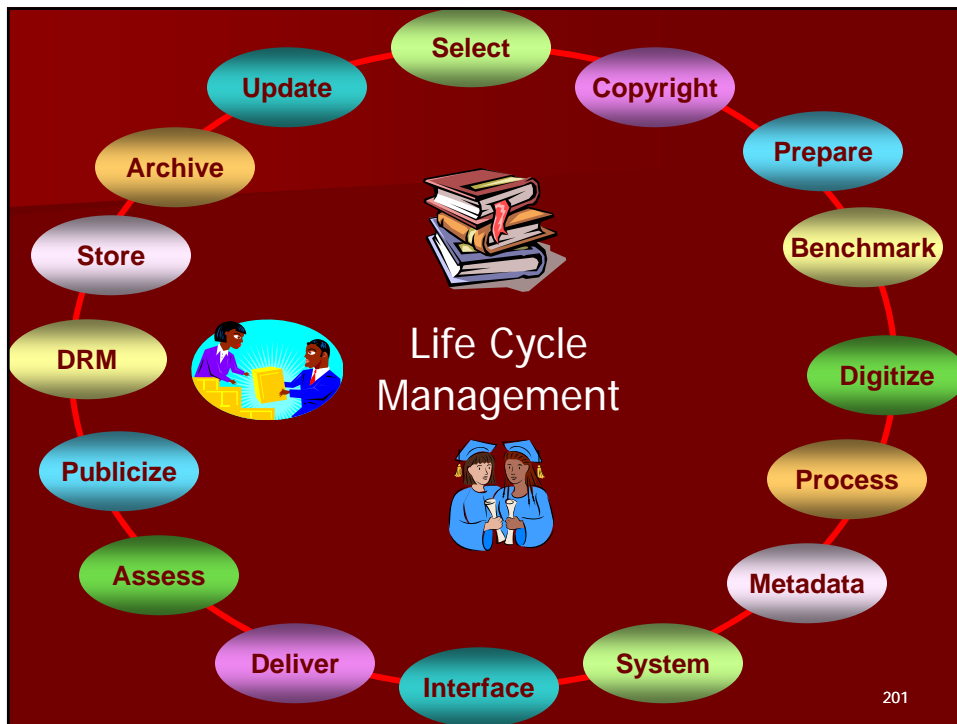 Select
Copyright
Prepare
Benchmark
Digitize
Process
Metadata
System
Interface
Deliver
Assess
Publicize
DRM
Store
Archive
Update
Life Cycle
Management
201